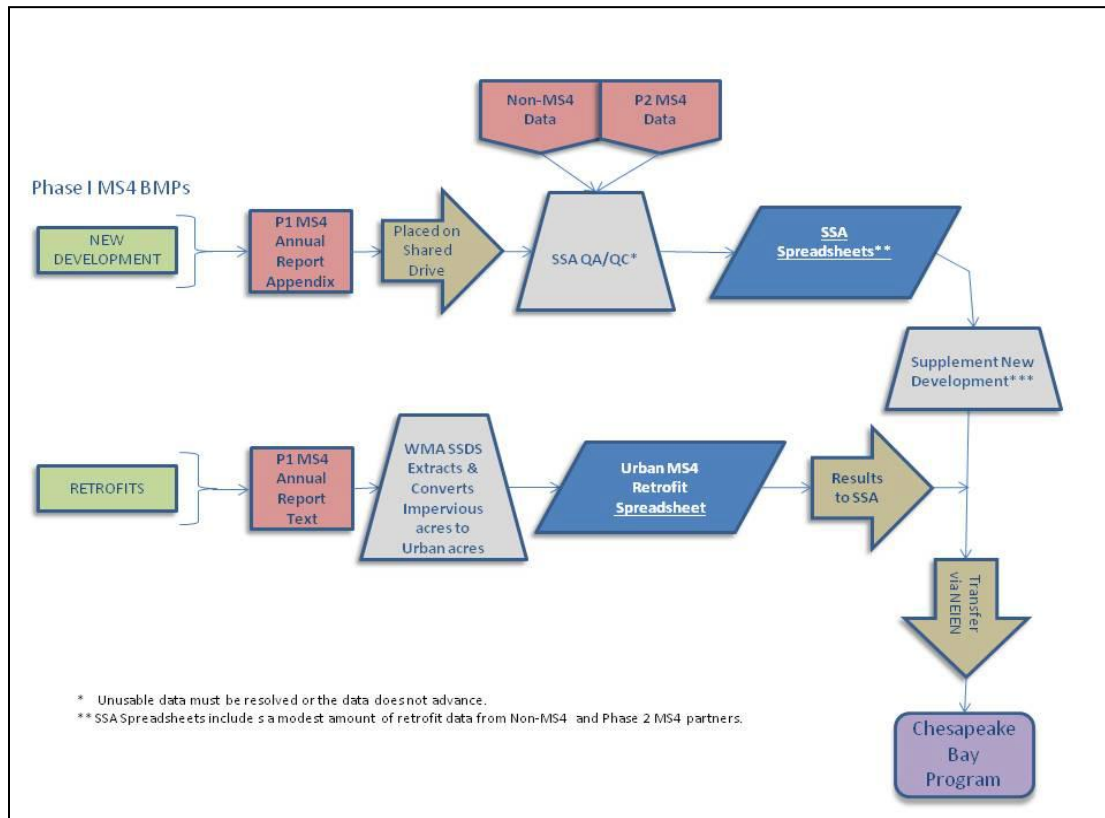 Non-MS4
Data
P2 MS4
Data
Phase I MS4 BMPs
NEW
DEVELOPMENT
P1 MS4
Annual
Report
Appendix
Placed on
Shared
Drive
SSA QA/QC*
SSA
Spreadsheets**
Supplement New
Development***
RETROFITS
P1 MS4
Annual
Report
Text
WMA SSDS
Extracts &
Converts
Impervious
acres to
Urban acres
Urban MS4
Retrofit
Spreadsheet
Results
to SSA
Transfer
via NEIEN
* Unusable data must be resolved or the data does not advance.
** SSA Spreadsheets include s a modest amount of retrofit data from Non-MS4 and Phase 2 MS4 partners.
Chesapeake
Bay
Program